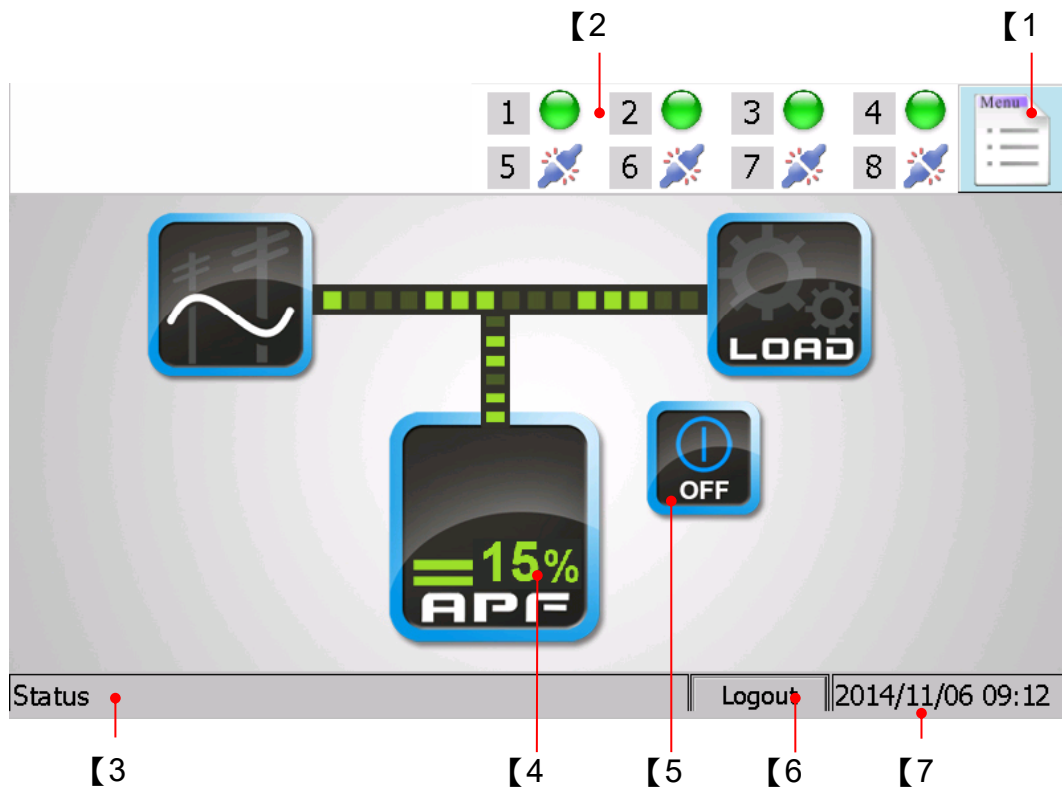 【2 【1
1 2 3 4 Menu
5 6 7 8
LOAD
OFF
15%
APF
Status Logout 2014/11/06 09:12
【3 【4 【5 【6 【7